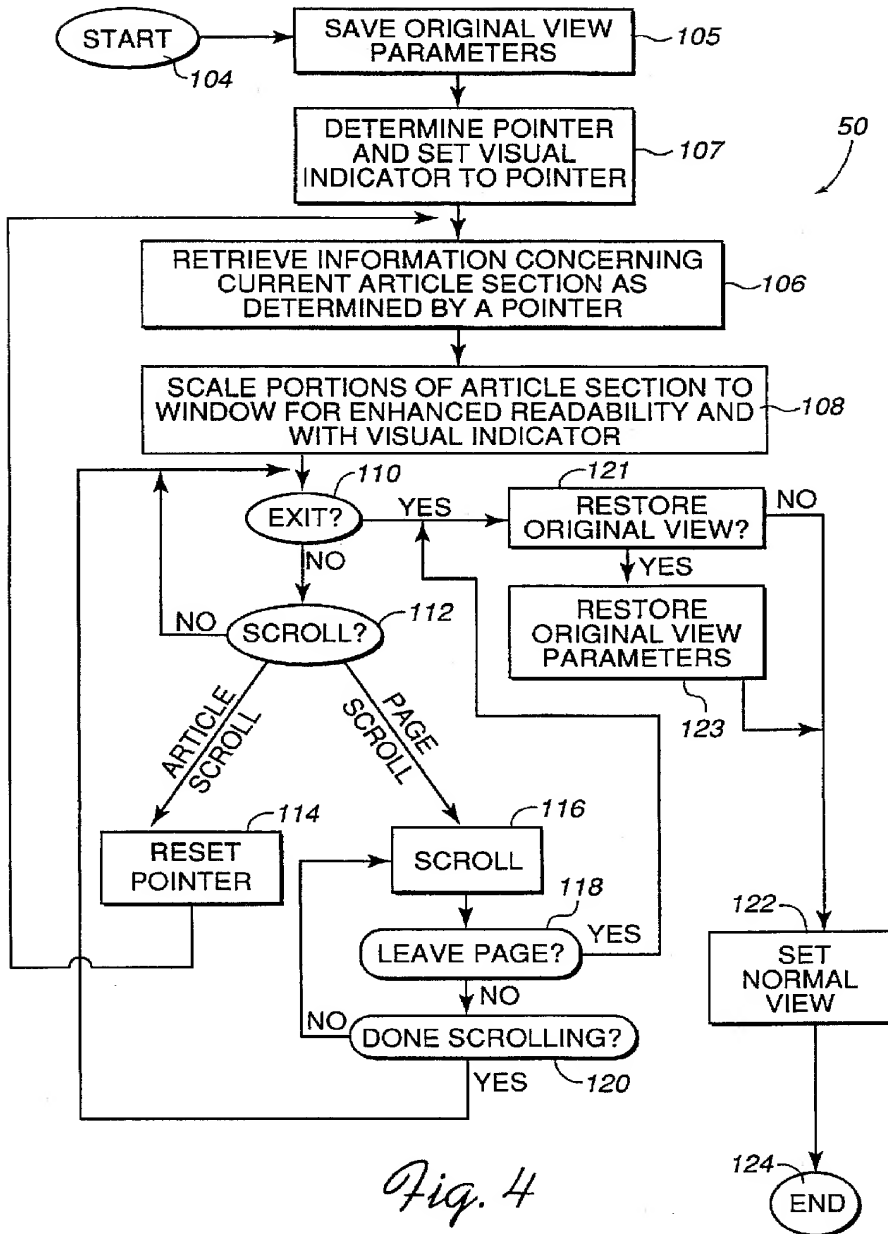 START
104
SAVE ORIGINAL VIEW
PARAMETERS
105
DETERMINE POINTER
AND SET VISUAL
INDICATOR TO POINTER
107
50
RETRIEVE INFORMATION CONCERNING
CURRENT ARTICLE SECTION AS
DETERMINED BY A POINTER
106
SCALE PORTIONS OF ARTICLE SECTION TO
WINDOW FOR ENHANCED READABILITY AND
WITH VISUAL INDICATOR
108
110
EXIT?
YES
NO
121
RESTORE
ORIGINAL VIEW?
NO
YES
112
SCROLL?
NO
RESTORE
ORIGINAL VIEW
PARAMETERS
123
ARTICLE
SCROLL
PAGE
SCROLL
114
RESET
POINTER
116
SCROLL
118
LEAVE PAGE?
YES
NO
NO
DONE SCROLLING?
120
YES
122
SET
NORMAL
VIEW
124
END
Fig. 4